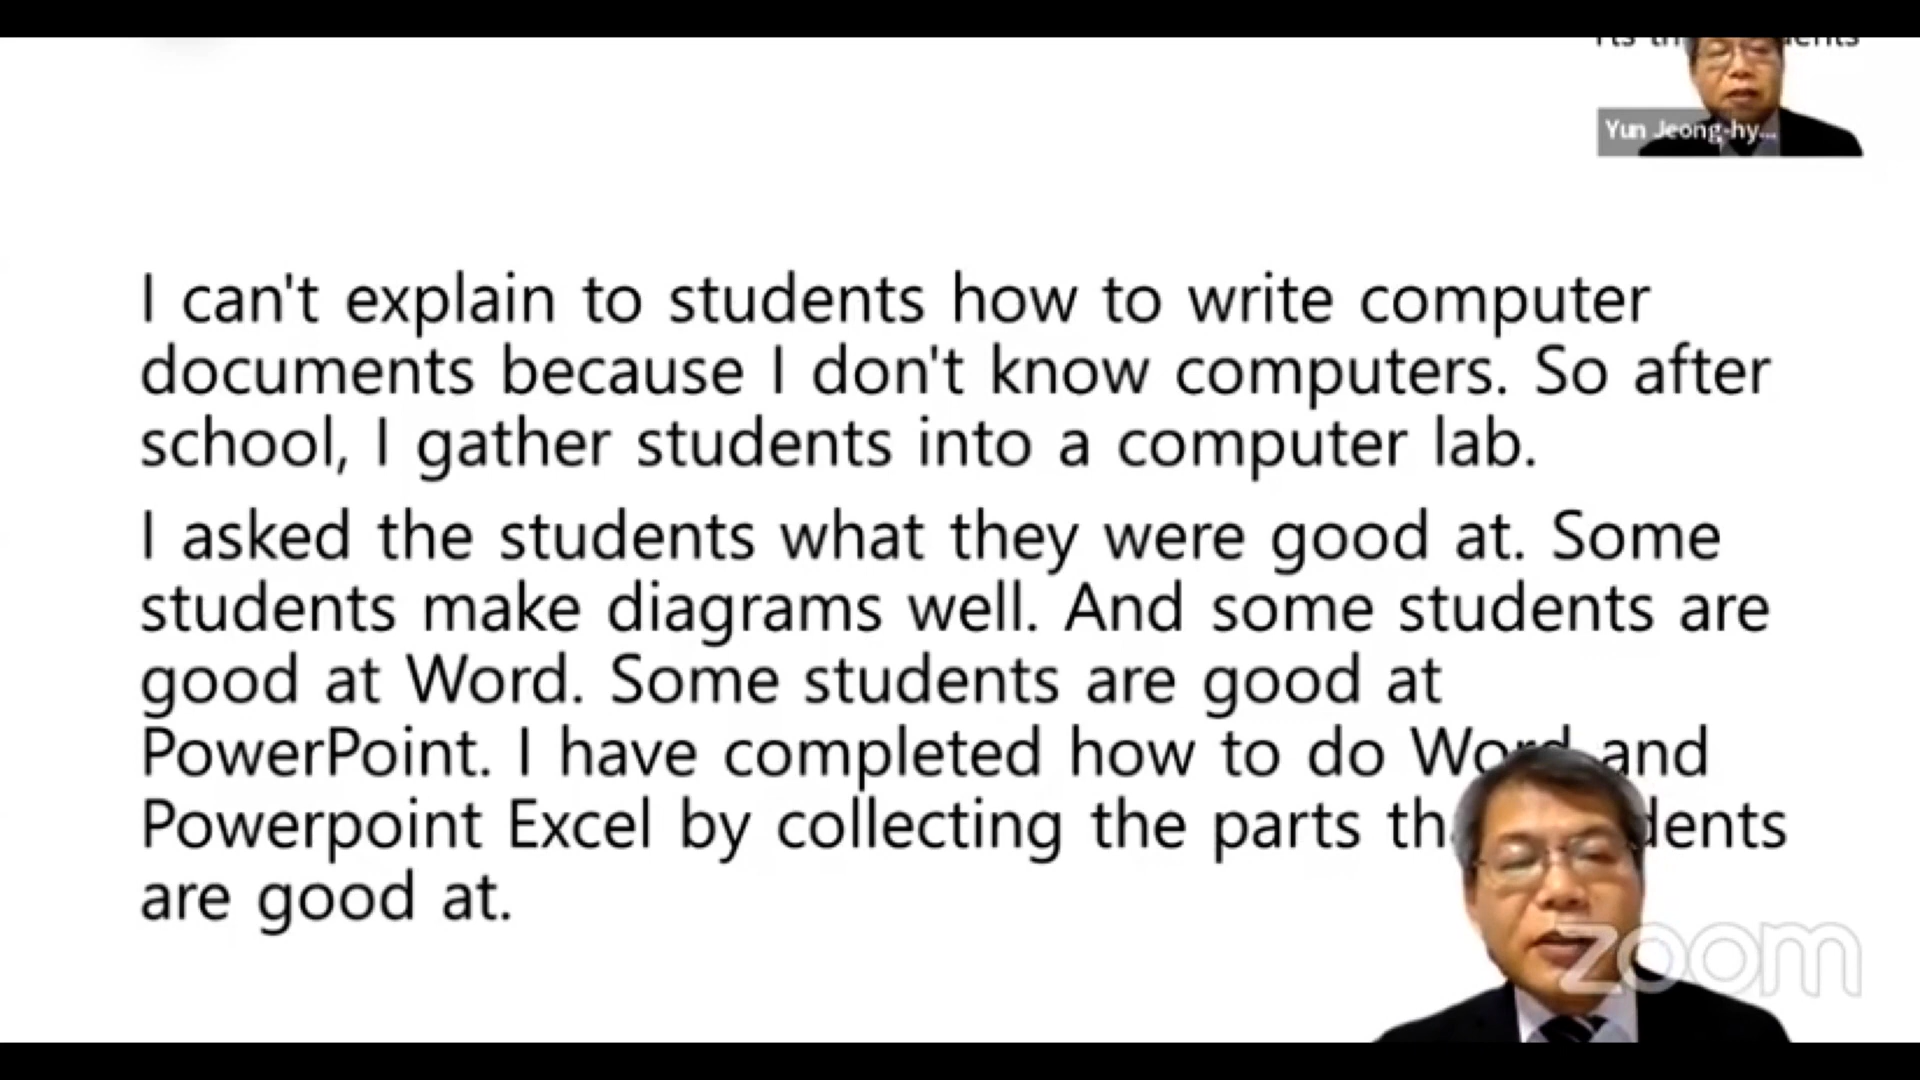 Yun Jeong-hy...
I can't explain to students how to write computer
documents because I don't know computers. So after
school, I gather students into a computer lab.
I asked the students what they were good at. Some
students make diagrams well. And some students are
good at Word. Some students are good at
PowerPoint. I have completed how to do Word and
Powerpoint Excel by collecting the parts
are good at.
zoom